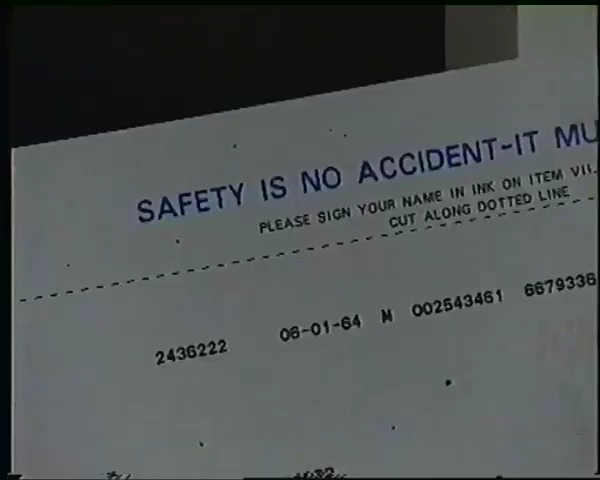 SAFETY IS NO ACCIDENT-IT MU
PLEASE SIGN YOUR NAME IN INK ON ITEM VII.
CUT ALONG DOTTED LINE
2436222 06-01-64 M 002543461 6679336